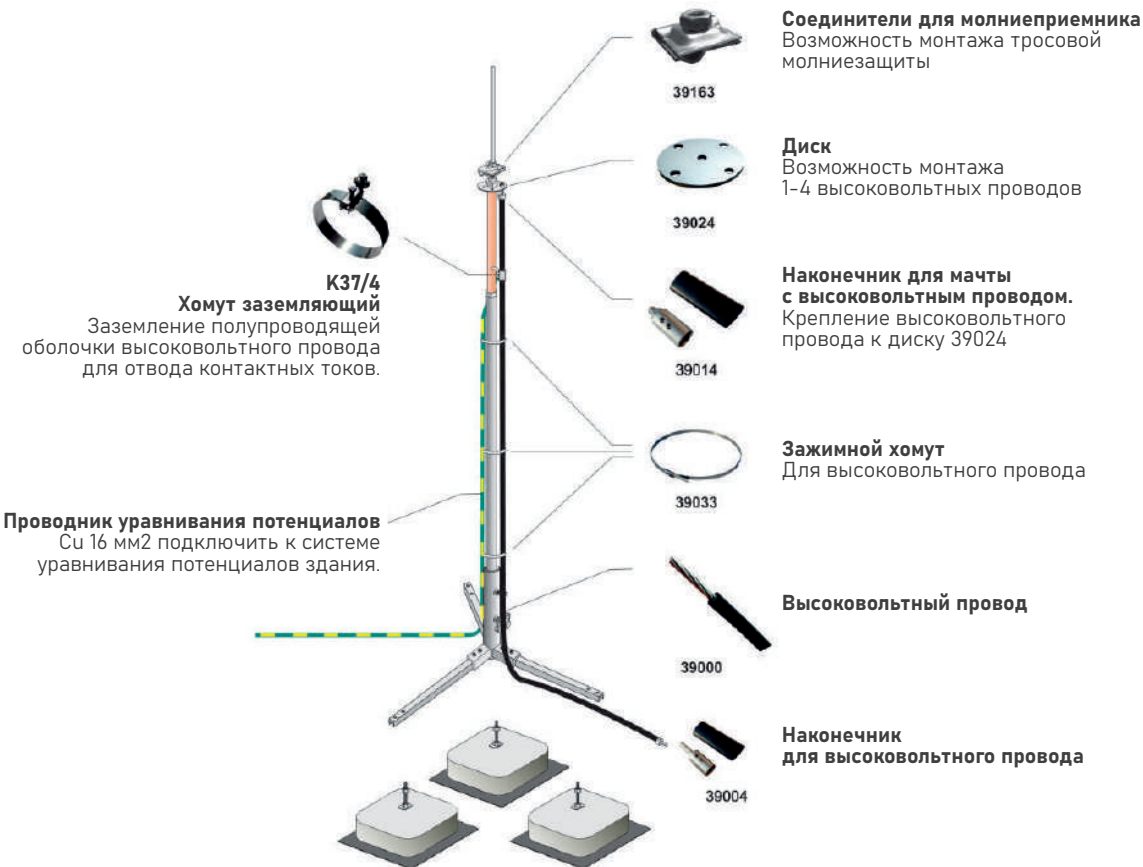 Соединители для молниеприемника
Возможность монтажа тросовой
молниезащиты
39163
Диск
Возможность монтажа
1-4 высоковольтных проводов
39024
K37/4
Хомут заземляющий
Заземление полупроводящей
оболочки высоковольтного провода
для отвода контактных токов.
Наконечник для мачты
с высоковольтным проводом.
Крепление высоковольтного
провода к диску 39024
39014
Зажимной хомут
Для высоковольтного провода
39033
Проводник уравнивания потенциалов
Cu 16 мм2 подключить к системе
уравнивания потенциалов здания.
Высоковольтный провод
39000
Наконечник
для высоковольтного провода
39004